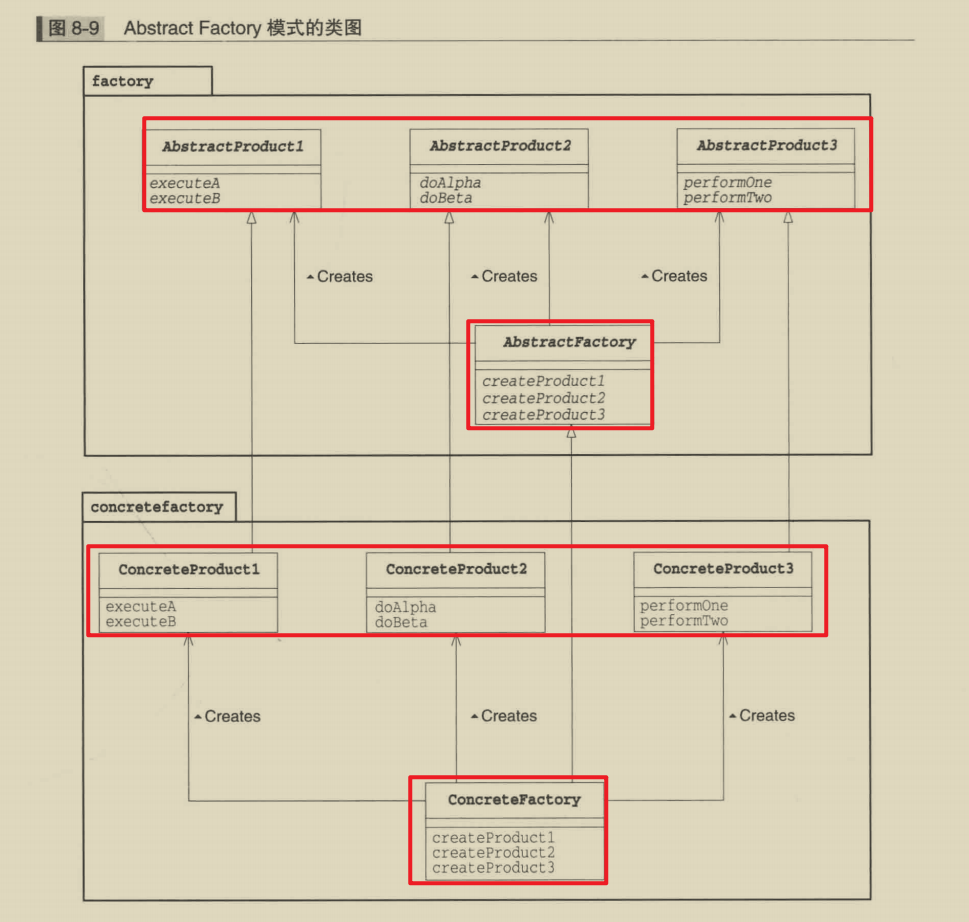 图 8-9 Abstract Factory 模式的类图
factory
AbstractProduct1 AbstractProduct2 AbstractProduct3
executeA doAlpha performOne
executeB doBeta performTwo
Creates Creates Creates
AbstractFactory
createProduct1
createProduct2
createProduct3
concretefactory
ConcreteProduct1 ConcreteProduct2 ConcreteProduct3
executeA doAlpha performOne
executeB doBeta performTwo
Creates Creates Creates
ConcreteFactory
createProduct1
createProduct2
createProduct3